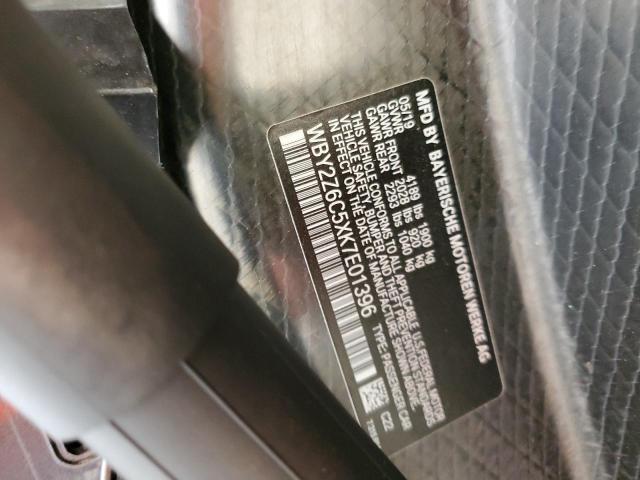 MFD BY BAYERISCHE MOTOREN WERKE AG
05/19
GVWR 4189 lbs 1900 kg
GAWR FRONT 2028 lbs 920 kg
GAWR REAR 2293 lbs 1040 kg
THIS VEHICLE CONFORMS TO ALL APPLICABLE U.S. FEDERAL MOTOR
VEHICLE SAFETY, BUMPER AND THEFT PREVENTION STANDARDS
IN EFFECT ON THE DATE OF MANUFACTURE SHOWN ABOVE.
WBY2Z6C5XK7E01396 TYPE: PASSENGER CAR
C2Z